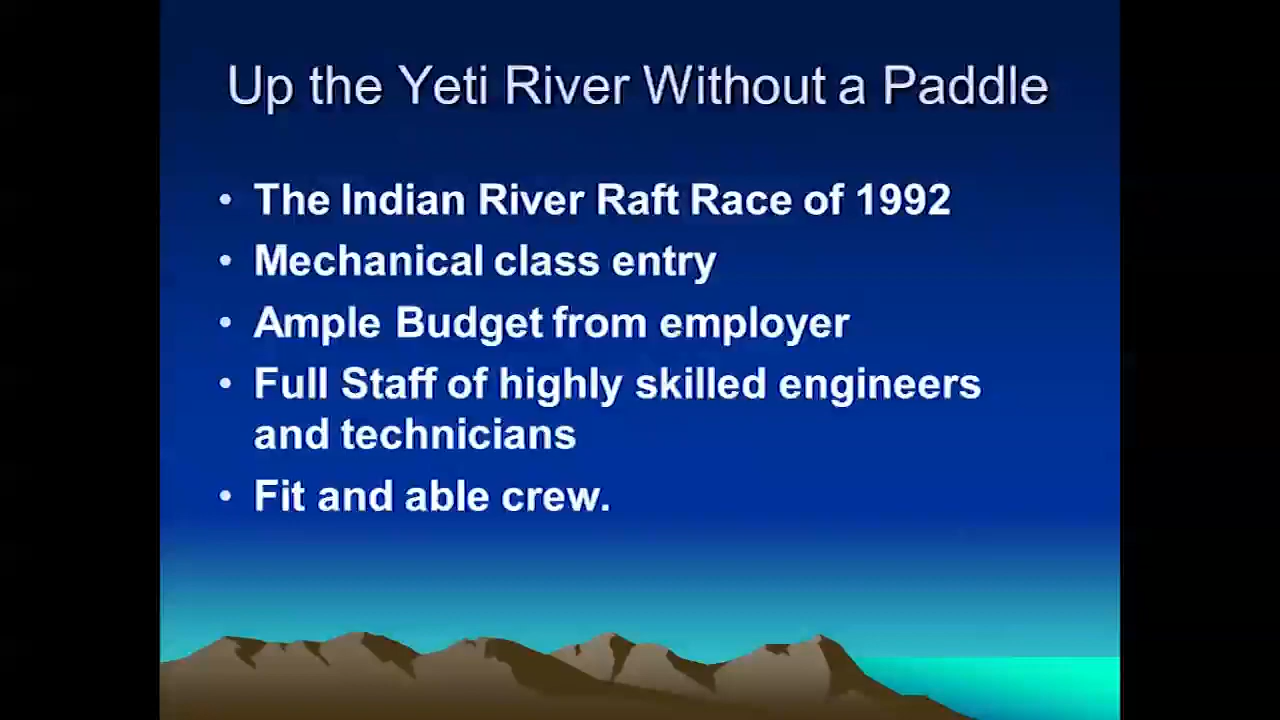 Up the Yeti River Without a Paddle
• The Indian River Raft Race of 1992
• Mechanical class entry
• Ample Budget from employer
• Full Staff of highly skilled engineers
and technicians
• Fit and able crew.